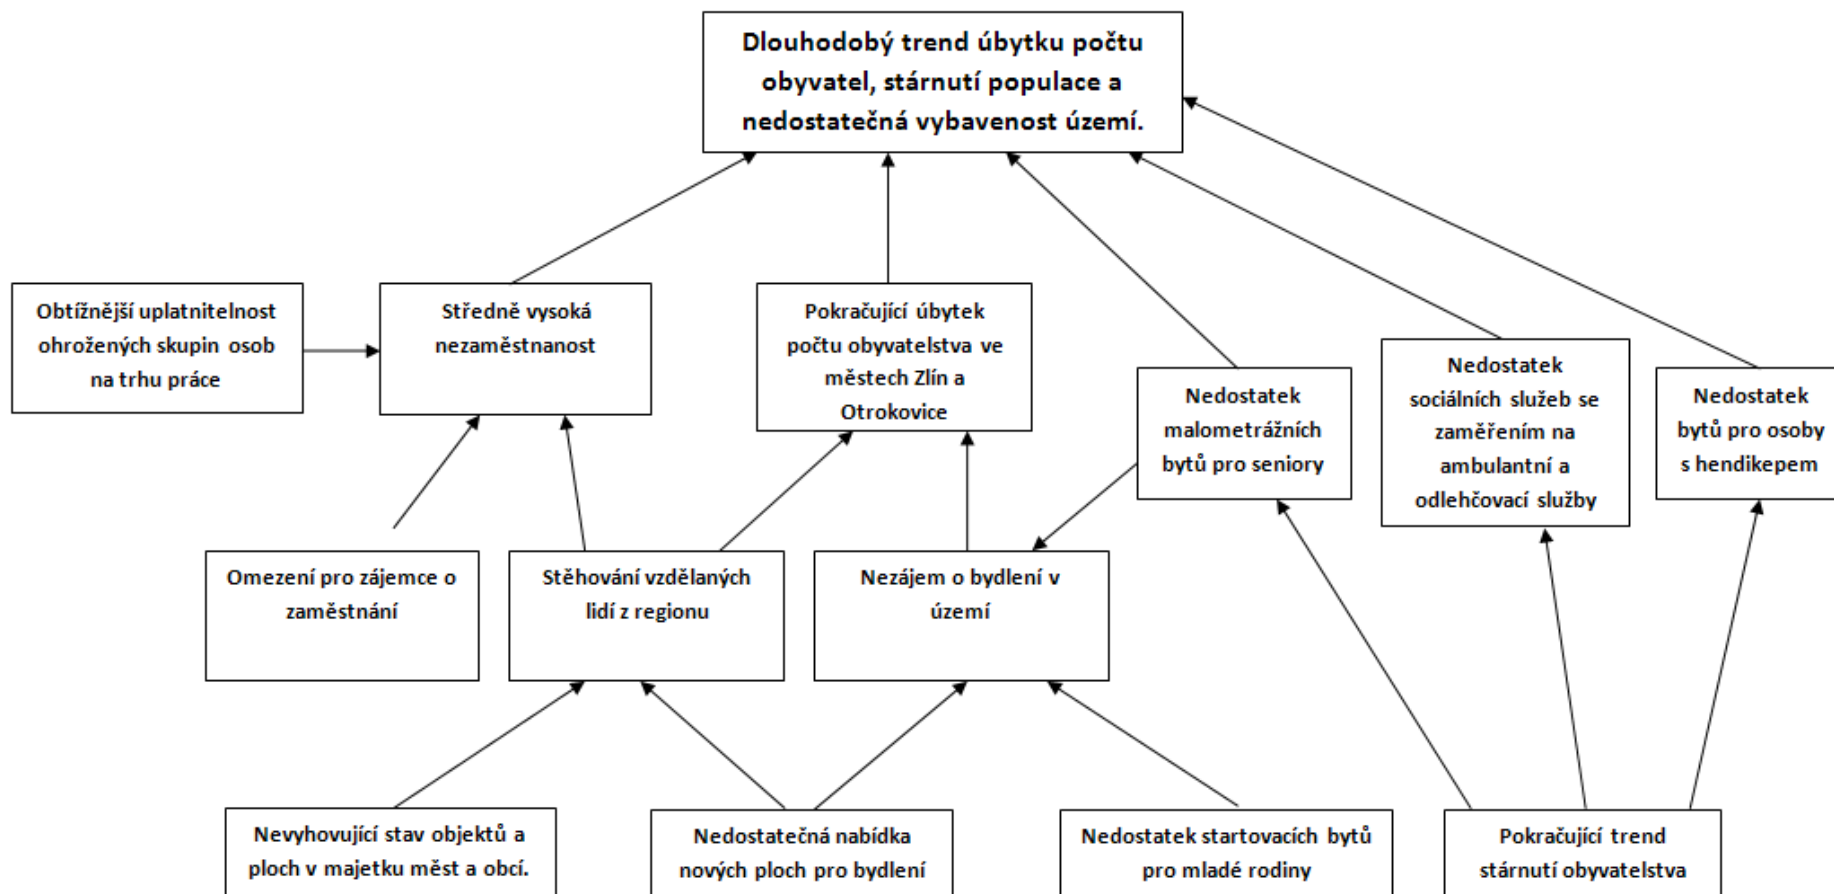 Dlouhodobý trend úbytku počtu
obyvatel, stárnutí populace a
nedostatečná vybavenost území.
Obtížnější uplatnitelnost
ohrožených skupin osob
na trhu práce
Středně vysoká
nezaměstnanost
Pokračující úbytek
počtu obyvatelstva ve
městech Zlín a
Otrokovice
Nedostatek
malometrážních
bytů pro seniory
Nedostatek
sociálních služeb se
zaměřením na
ambulantní a
odlehčovací služby
Nedostatek
bytů pro osoby
s hendikepem
Omezení pro zájemce o
zaměstnání
Stěhování vzdělaných
lidí z regionu
Nezájem o bydlení v
území
Nevyhovující stav objektů a
ploch v majetku měst a obcí.
Nedostatečná nabídka
nových ploch pro bydlení
Nedostatek startovacích bytů
pro mladé rodiny
Pokračující trend
stárnutí obyvatelstva